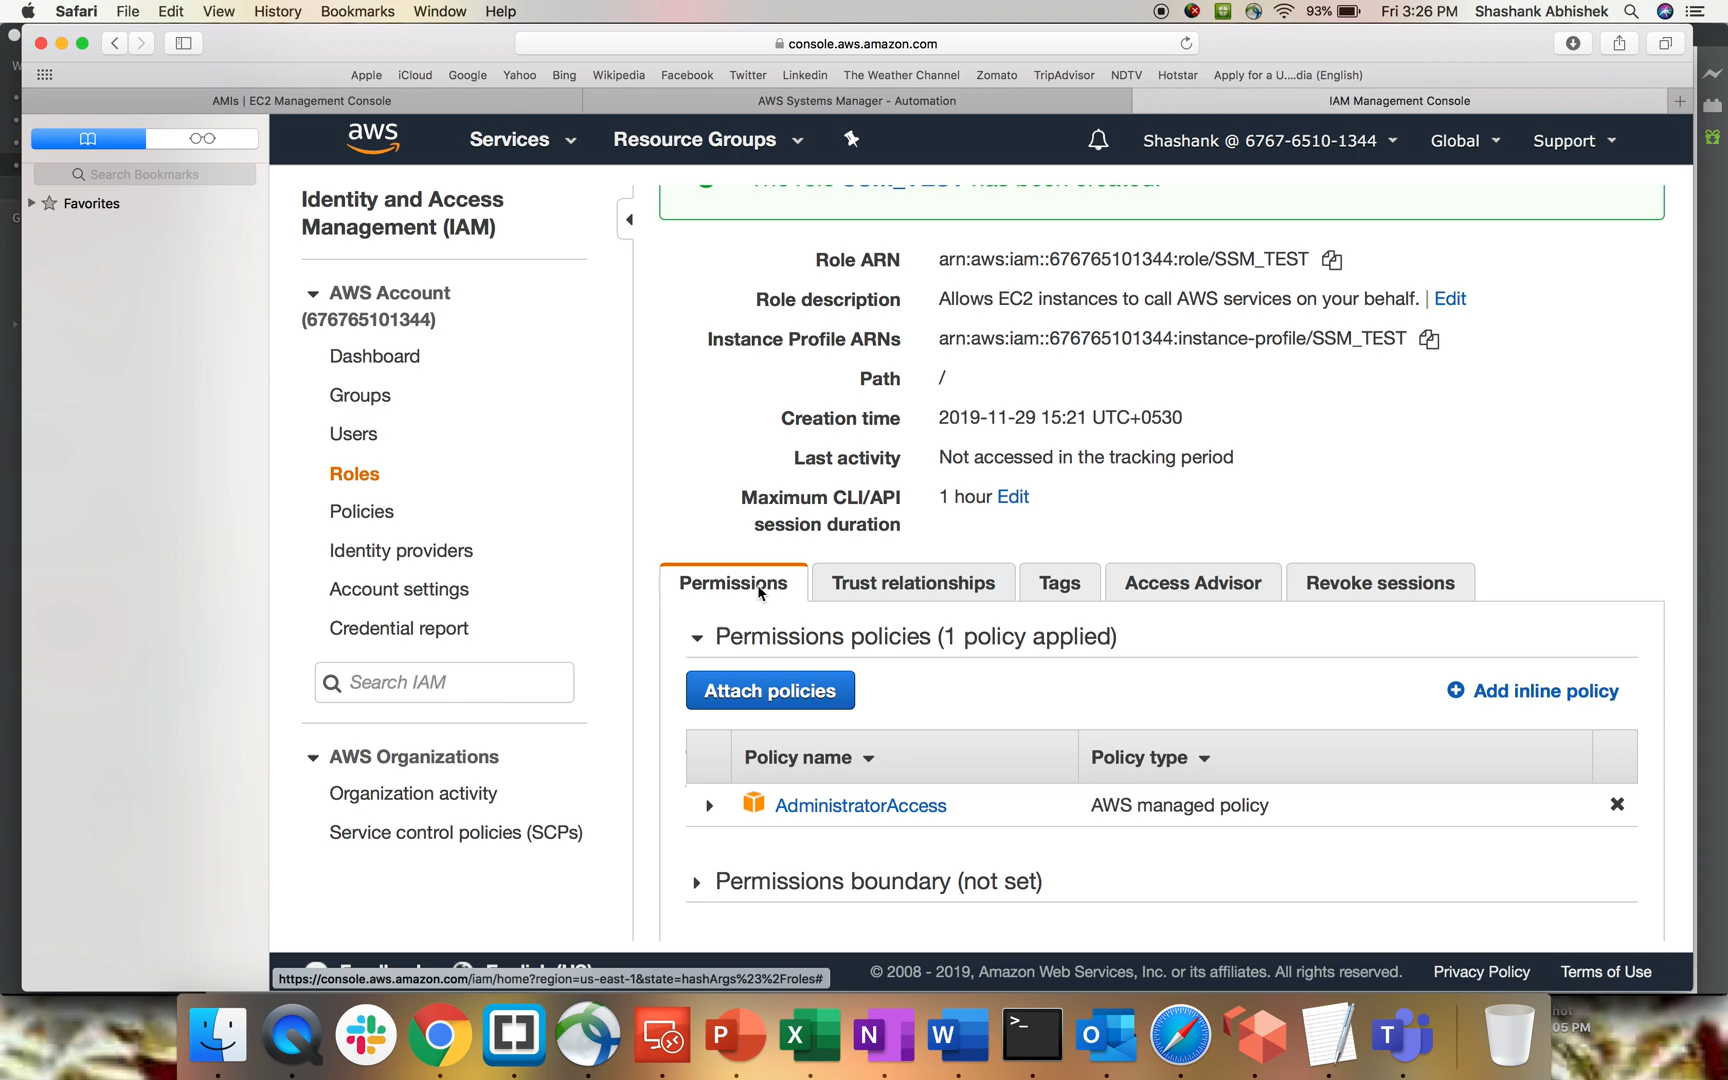 Safari File Edit View History Bookmarks Window Help 93% Fri 3:26 PM Shashank Abhishek
console.aws.amazon.com
Apple iCloud Google Yahoo Bing Wikipedia Facebook Twitter Linkedin The Weather Channel Zomato TripAdvisor NDTV Hotstar Apply for a U....dia (English)
AMIs | EC2 Management Console AWS Systems Manager - Automation IAM Management Console
aws Services Resource Groups Shashank @ 6767-6510-1344 Global Support
Search Bookmarks
Favorites
Identity and Access
Management (IAM)
AWS Account
(676765101344)
Dashboard
Groups
Users
Roles
Policies
Identity providers
Account settings
Credential report
Search IAM
AWS Organizations
Organization activity
Service control policies (SCPs)
The role SSM_TEST has been created.
Role ARN arn:aws:iam::676765101344:role/SSM_TEST
Role description Allows EC2 instances to call AWS services on your behalf. | Edit
Instance Profile ARNs arn:aws:iam::676765101344:instance-profile/SSM_TEST
Path /
Creation time 2019-11-29 15:21 UTC+0530
Last activity Not accessed in the tracking period
Maximum CLI/API
session duration 1 hour Edit
Permissions Trust relationships Tags Access Advisor Revoke sessions
Permissions policies (1 policy applied)
Attach policies Add inline policy
Policy name Policy type
AdministratorAccess AWS managed policy
Permissions boundary (not set)
https://console.aws.amazon.com/iam/home?region=us-east-1&state=hashArgs%23%2Froles#
© 2008 - 2019, Amazon Web Services, Inc. or its affiliates. All rights reserved. Privacy Policy Terms of Use
P X N W >_ O T
05 PM